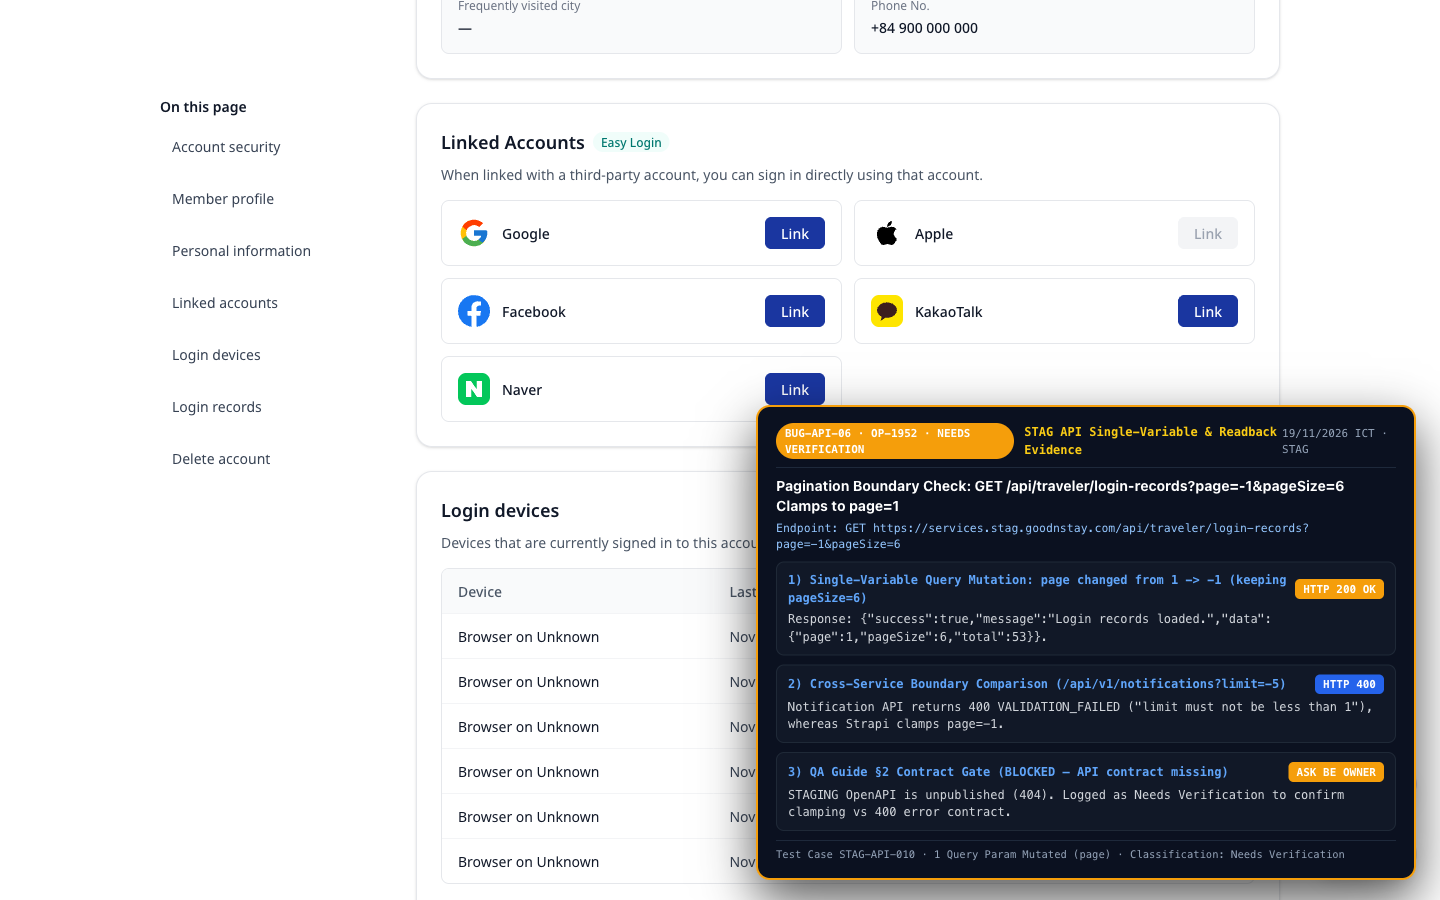 Frequently visited city
—
Phone No.
+84 900 000 000
On this page
Account security
Member profile
Personal information
Linked accounts
Login devices
Login records
Delete account
Linked Accounts Easy Login
When linked with a third-party account, you can sign in directly using that account.
Google Link
Apple Link
Facebook Link
KakaoTalk Link
Naver Link
Login devices
Devices that are currently signed in to this accou
Device Last
Browser on Unknown Nov
Browser on Unknown Nov
Browser on Unknown Nov
Browser on Unknown Nov
Browser on Unknown Nov
Browser on Unknown Nov
BUG-API-06 · OP-1952 · NEEDS
VERIFICATION
STAG API Single-Variable & Readback
Evidence
19/11/2026 ICT ·
STAG
Pagination Boundary Check: GET /api/traveler/login-records?page=-1&pageSize=6
Clamps to page=1
Endpoint: GET https://services.stag.goodnstay.com/api/traveler/login-records?
page=-1&pageSize=6
1) Single-Variable Query Mutation: page changed from 1 -> -1 (keeping
pageSize=6)
HTTP 200 OK
Response: {"success":true,"message":"Login records loaded.","data":
{"page":1,"pageSize":6,"total":53}}.
2) Cross-Service Boundary Comparison (/api/v1/notifications?limit=-5)
HTTP 400
Notification API returns 400 VALIDATION_FAILED ("limit must not be less than 1"),
whereas Strapi clamps page=-1.
3) QA Guide §2 Contract Gate (BLOCKED — API contract missing)
ASK BE OWNER
STAGING OpenAPI is unpublished (404). Logged as Needs Verification to confirm
clamping vs 400 error contract.
Test Case STAG-API-010 · 1 Query Param Mutated (page) · Classification: Needs Verification